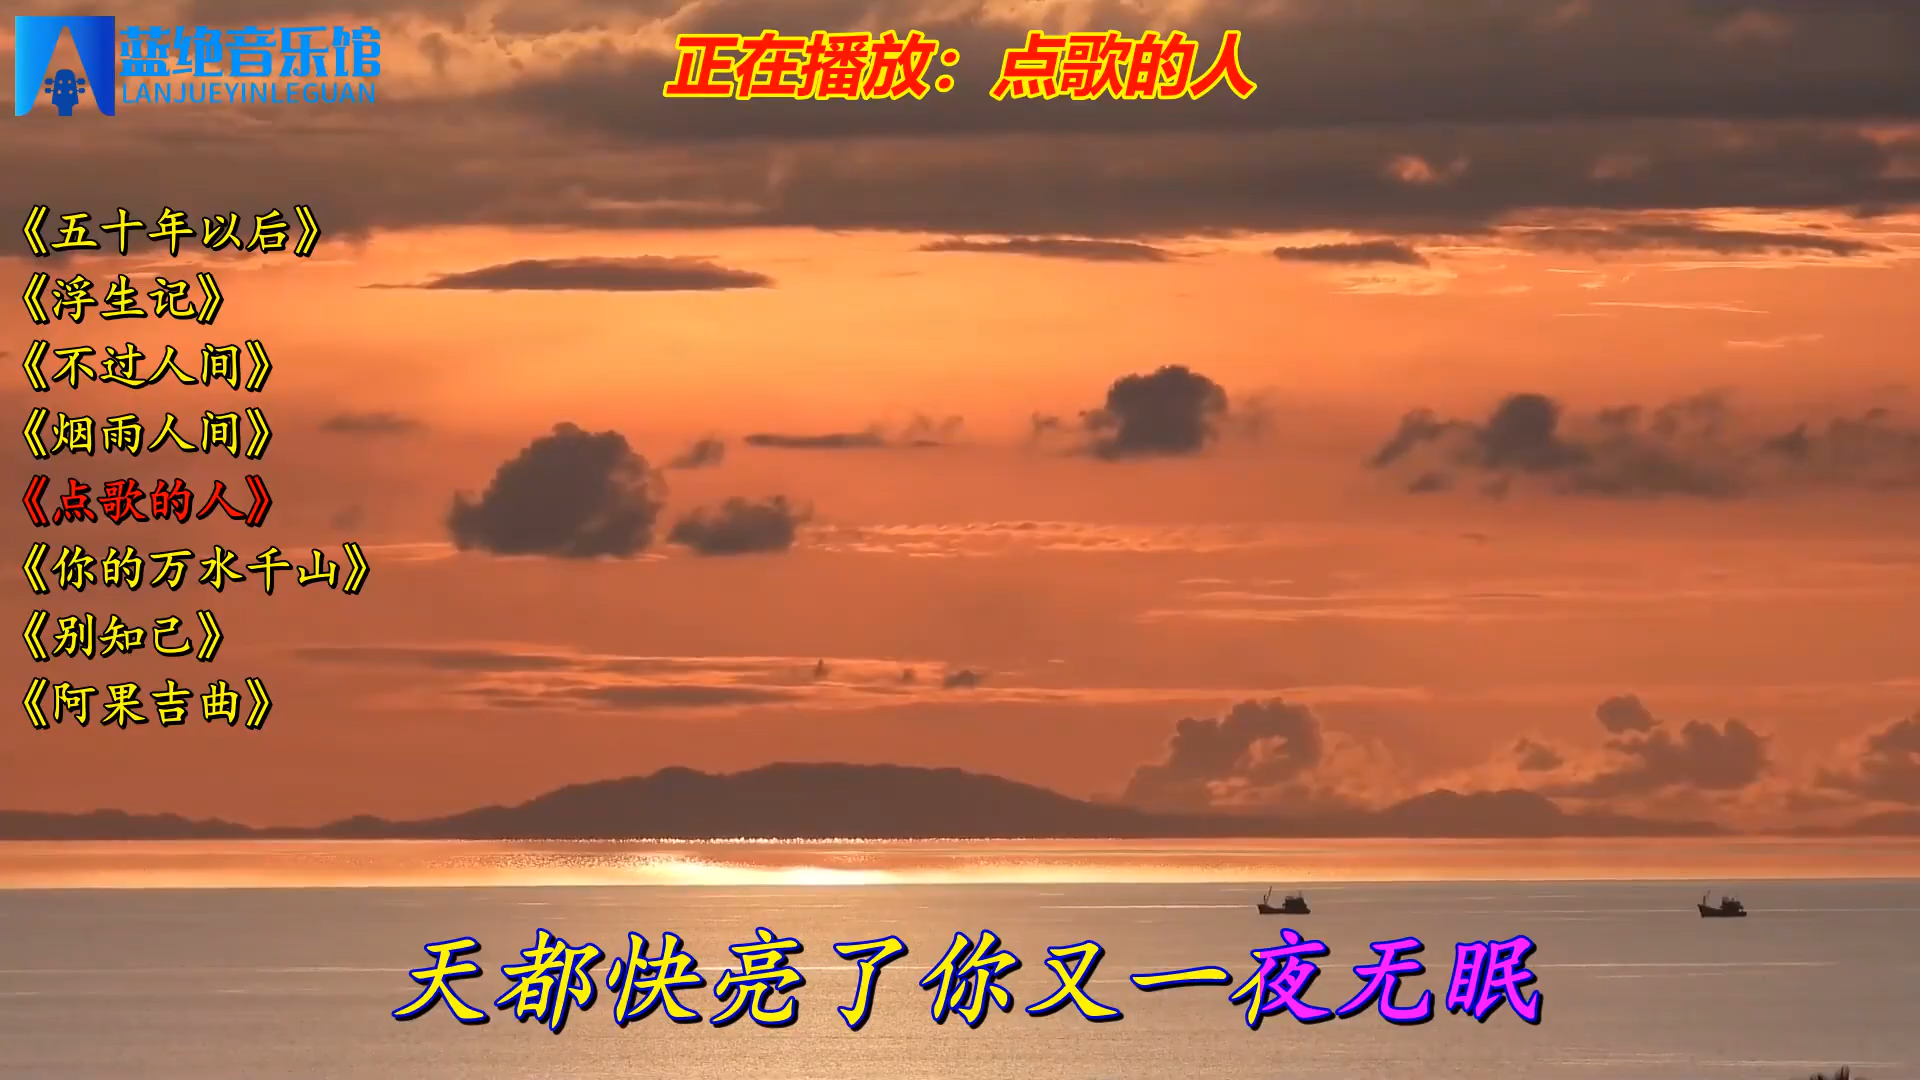 蓝绝音乐馆
LANJUEYINLEGUAN
正在播放：点歌的人
《五十年以后》
《浮生记》
《不过人间》
《烟雨人间》
《点歌的人》
《你的万水千山》
《别知己》
《阿果吉曲》
天都快亮了你又一夜无眠